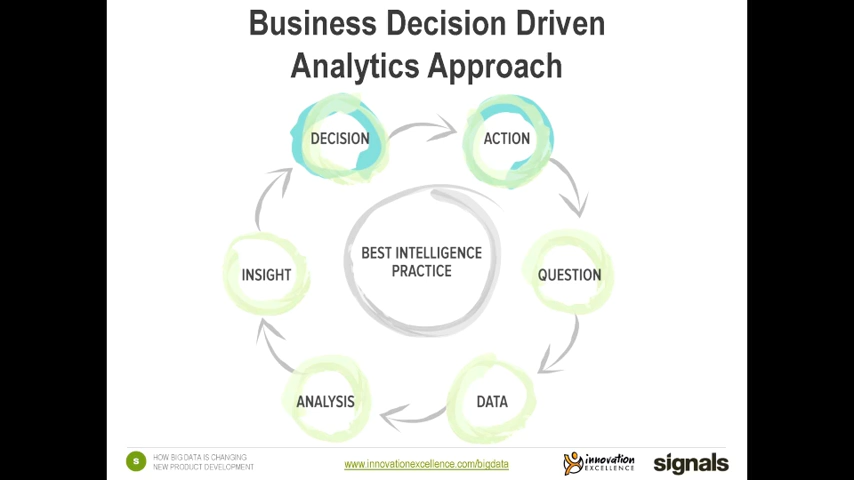 Business Decision Driven
Analytics Approach
DECISION
ACTION
BEST INTELLIGENCE
PRACTICE
INSIGHT
QUESTION
ANALYSIS
DATA
S
HOW BIG DATA IS CHANGING
NEW PRODUCT DEVELOPMENT
www.innovationexcellence.com/bigdata
innovation
EXCELLENCE
signals